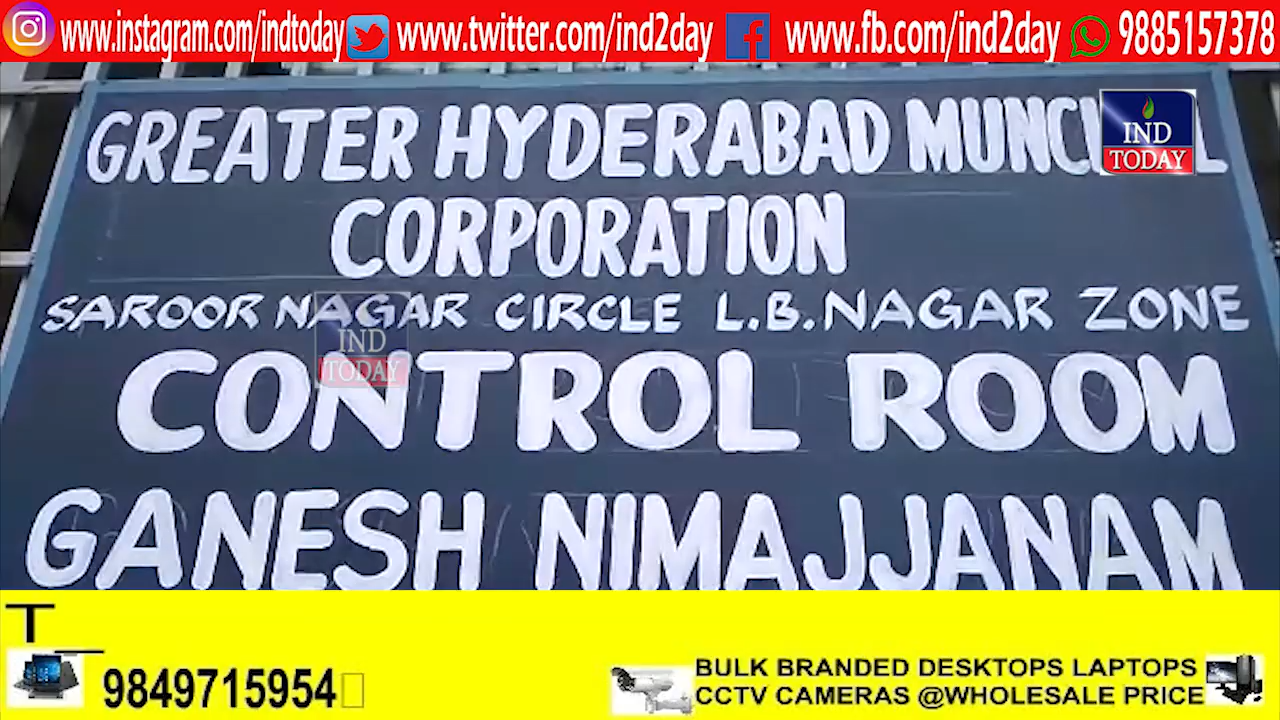 www.instagram.com/indtoday www.twitter.com/ind2day www.fb.com/ind2day 9885157378
GREATER HYDERABAD
IND
TODAY
CORPORATION
SAROOR NAGAR CIRCLE L.B. NAGAR ZONE
IND
TODAY
CONTROL ROOM
GANESH NIMAJJANAM
T_
9849715954
BULK BRANDED DESKTOPS LAPTOPS
CCTV CAMERAS @WHOLESALE PRICE